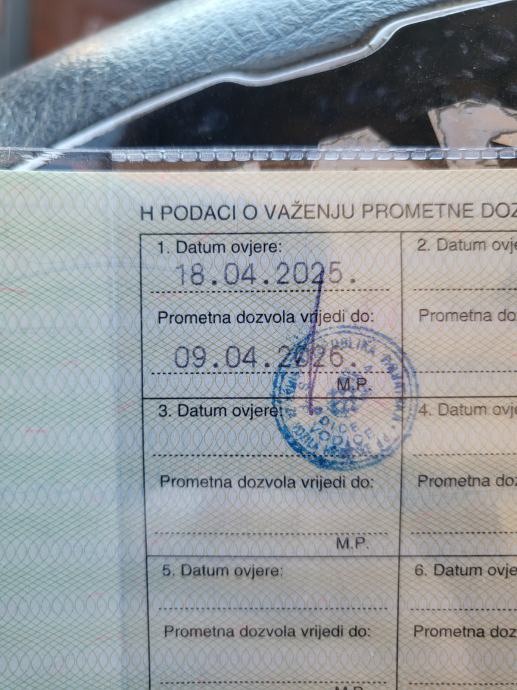 H PODACI O VAŽENJU PROMETNE DOZ
1. Datum ovjere:
18.04.2025.
2. Datum ovje
Prometna dozvola vrijedi do:
09.04.2026.
Prometna do
M.P.
3. Datum ovjere:
4. Datum ovje
Prometna dozvola vrijedi do:
Prometna doz
M.P.
5. Datum ovjere:
6. Datum ovje
Prometna dozvola vrijedi do:
Prometna do
M.P.